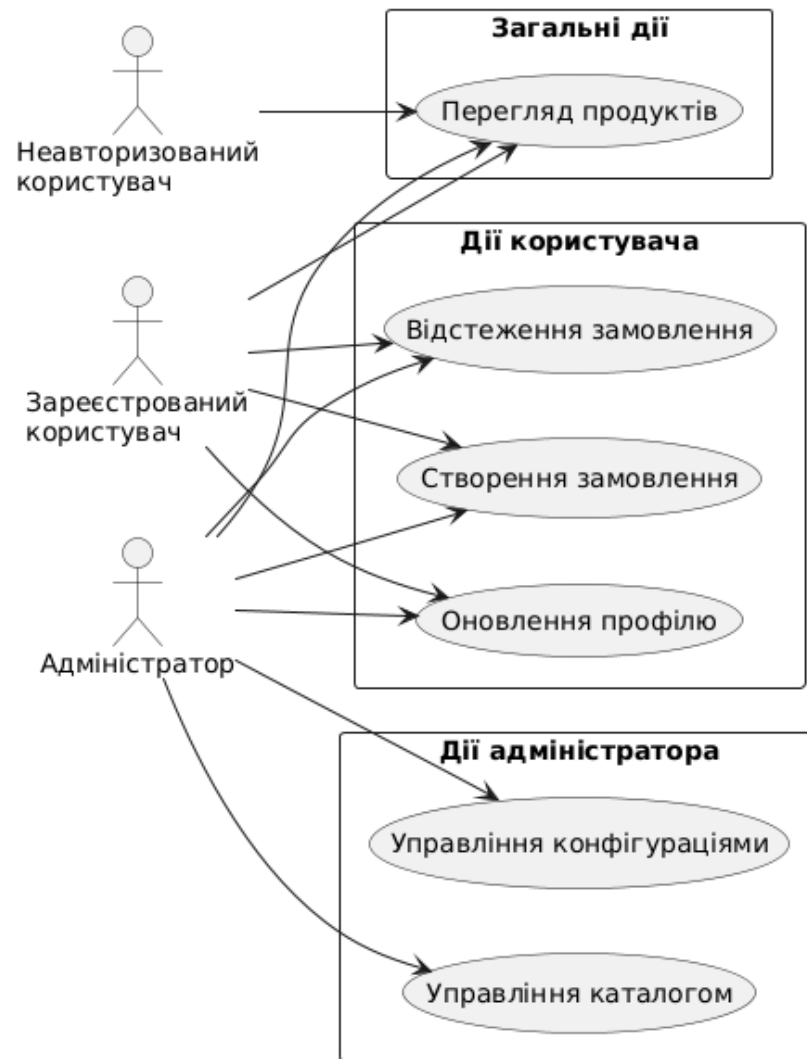 Загальні дії
Перегляд продуктів
Неавторизований
користувач
Дії користувача
Відстеження замовлення
Зареєстрований
користувач
Створення замовлення
Оновлення профілю
Адміністратор
Дії адміністратора
Управління конфігураціями
Управління каталогом